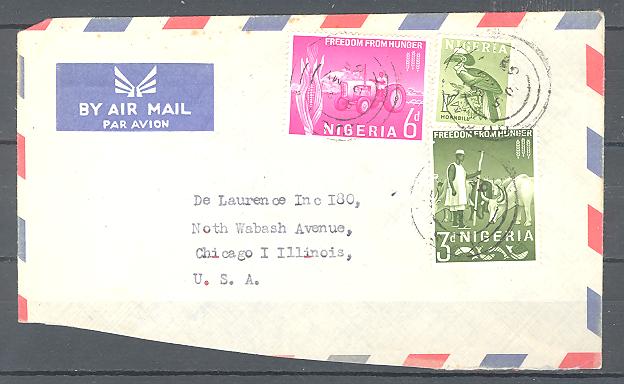 BY AIR MAIL
PAR AVION
FREEDOM FROM HUNGER
NIGERIA 6d
NIGERIA
HORNBILL
FREEDOM FROM HUNGER
3d NIGERIA
De Laurence Inc I80,
Noth Wabash Avenue,
Chicago I Illinois,
U. S. A.